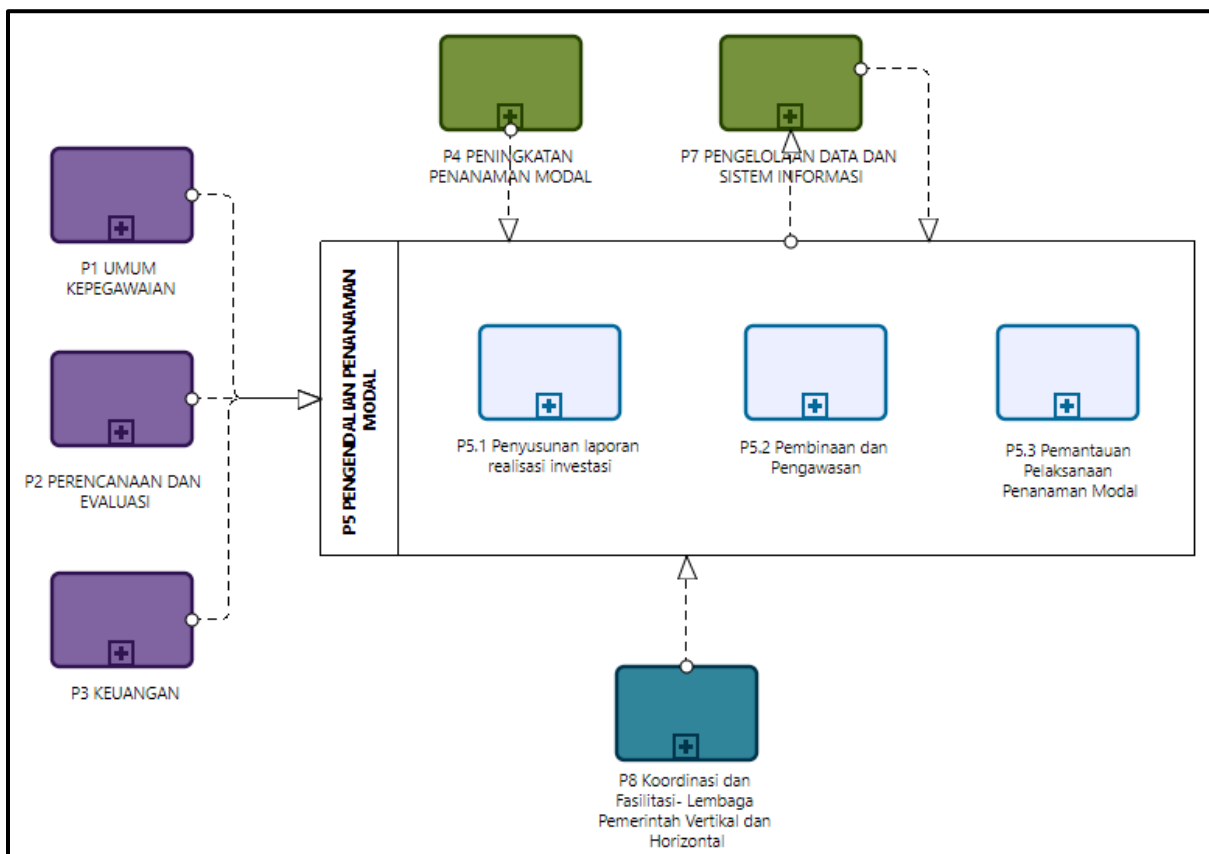 P4 PENINGKATAN
PENANAMAN MODAL
P7 PENGELOLAAN DATA DAN
SISTEM INFORMASI
P1 UMUM
KEPEGAWAIAN
P2 PERENCANAAN DAN
EVALUASI
P3 KEUANGAN
P5 PENGENDALIAN PENANAMAN
MODAL
P5.1 Penyusunan laporan
realisasi investasi
P5.2 Pembinaan dan
Pengawasan
P5.3 Pemantauan
Pelaksanaan
Penanaman Modal
P8 Koordinasi dan
Fasilitasi- Lembaga
Pemerintah Vertikal dan
Horizontal